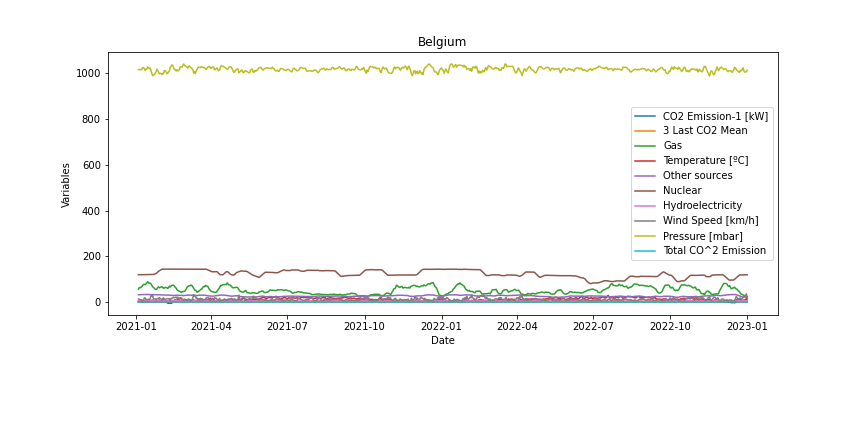 Belgium
1000
800
600
400
200
0
Variables
2021-01 2021-04 2021-07 2021-10 2022-01 2022-04 2022-07 2022-10 2023-01
Date
CO2 Emission-1 [kW]
3 Last CO2 Mean
Gas
Temperature [ºC]
Other sources
Nuclear
Hydroelectricity
Wind Speed [km/h]
Pressure [mbar]
Total CO^2 Emission